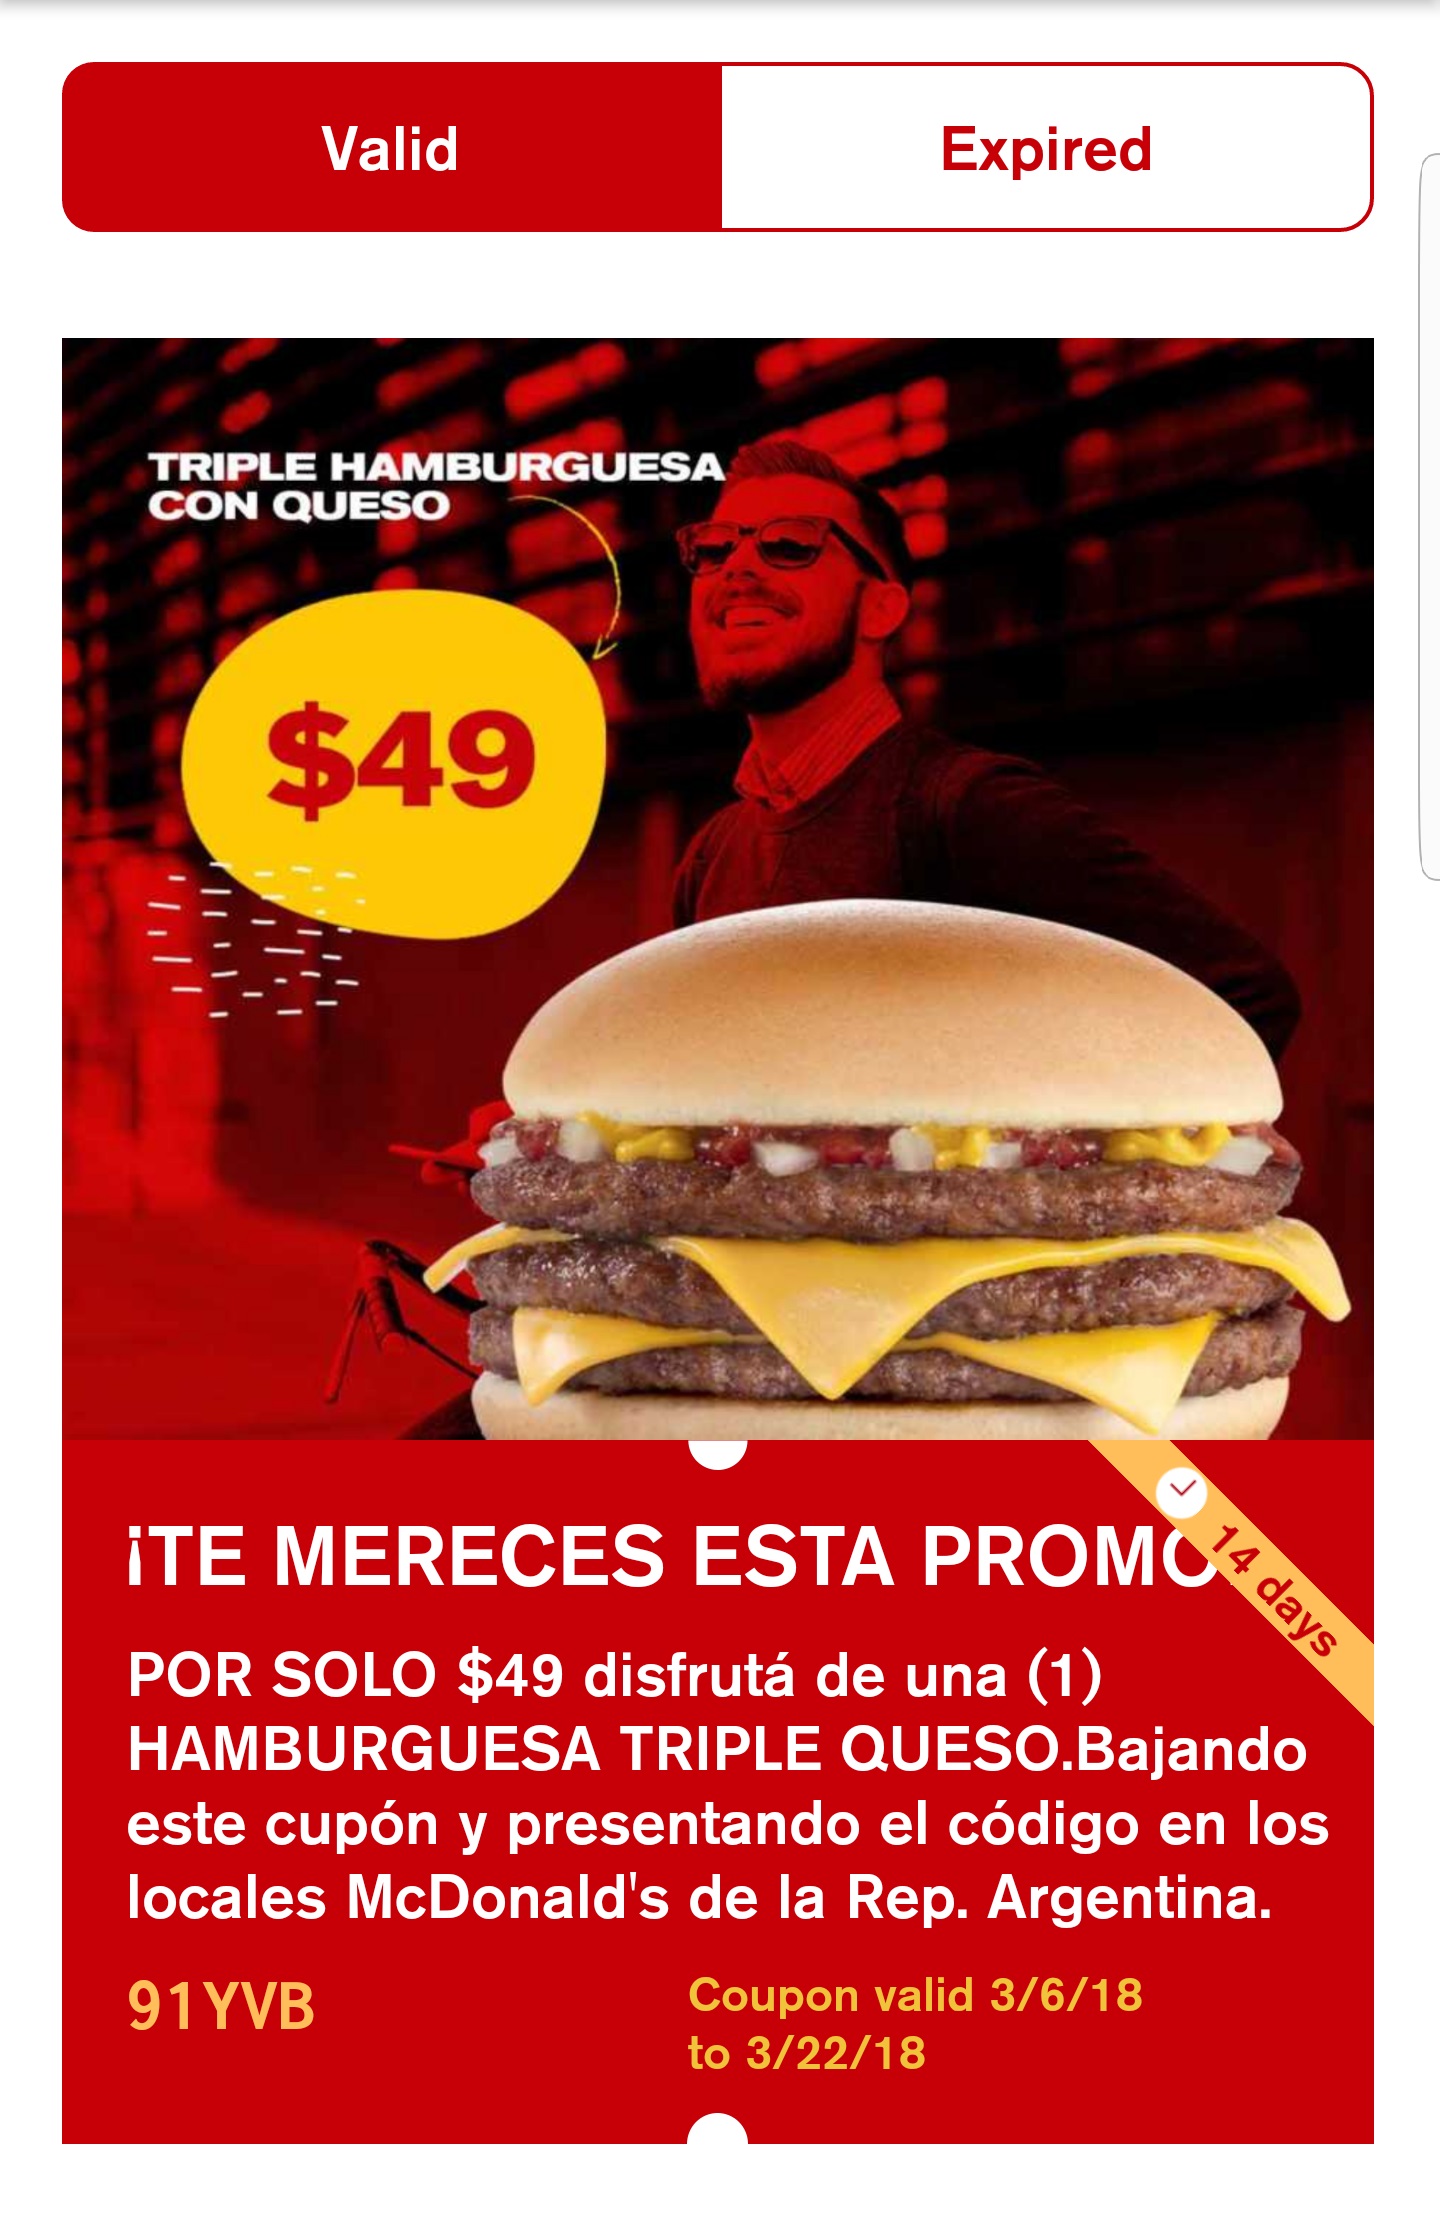 Valid
Expired
TRIPLE HAMBURGUESA
CON QUESO
$49
¡TE MERECES ESTA PROMO
14 days
POR SOLO $49 disfrutá de una (1)
HAMBURGUESA TRIPLE QUESO.Bajando
este cupón y presentando el código en los
locales McDonald's de la Rep. Argentina.
91YVB
Coupon valid 3/6/18
to 3/22/18